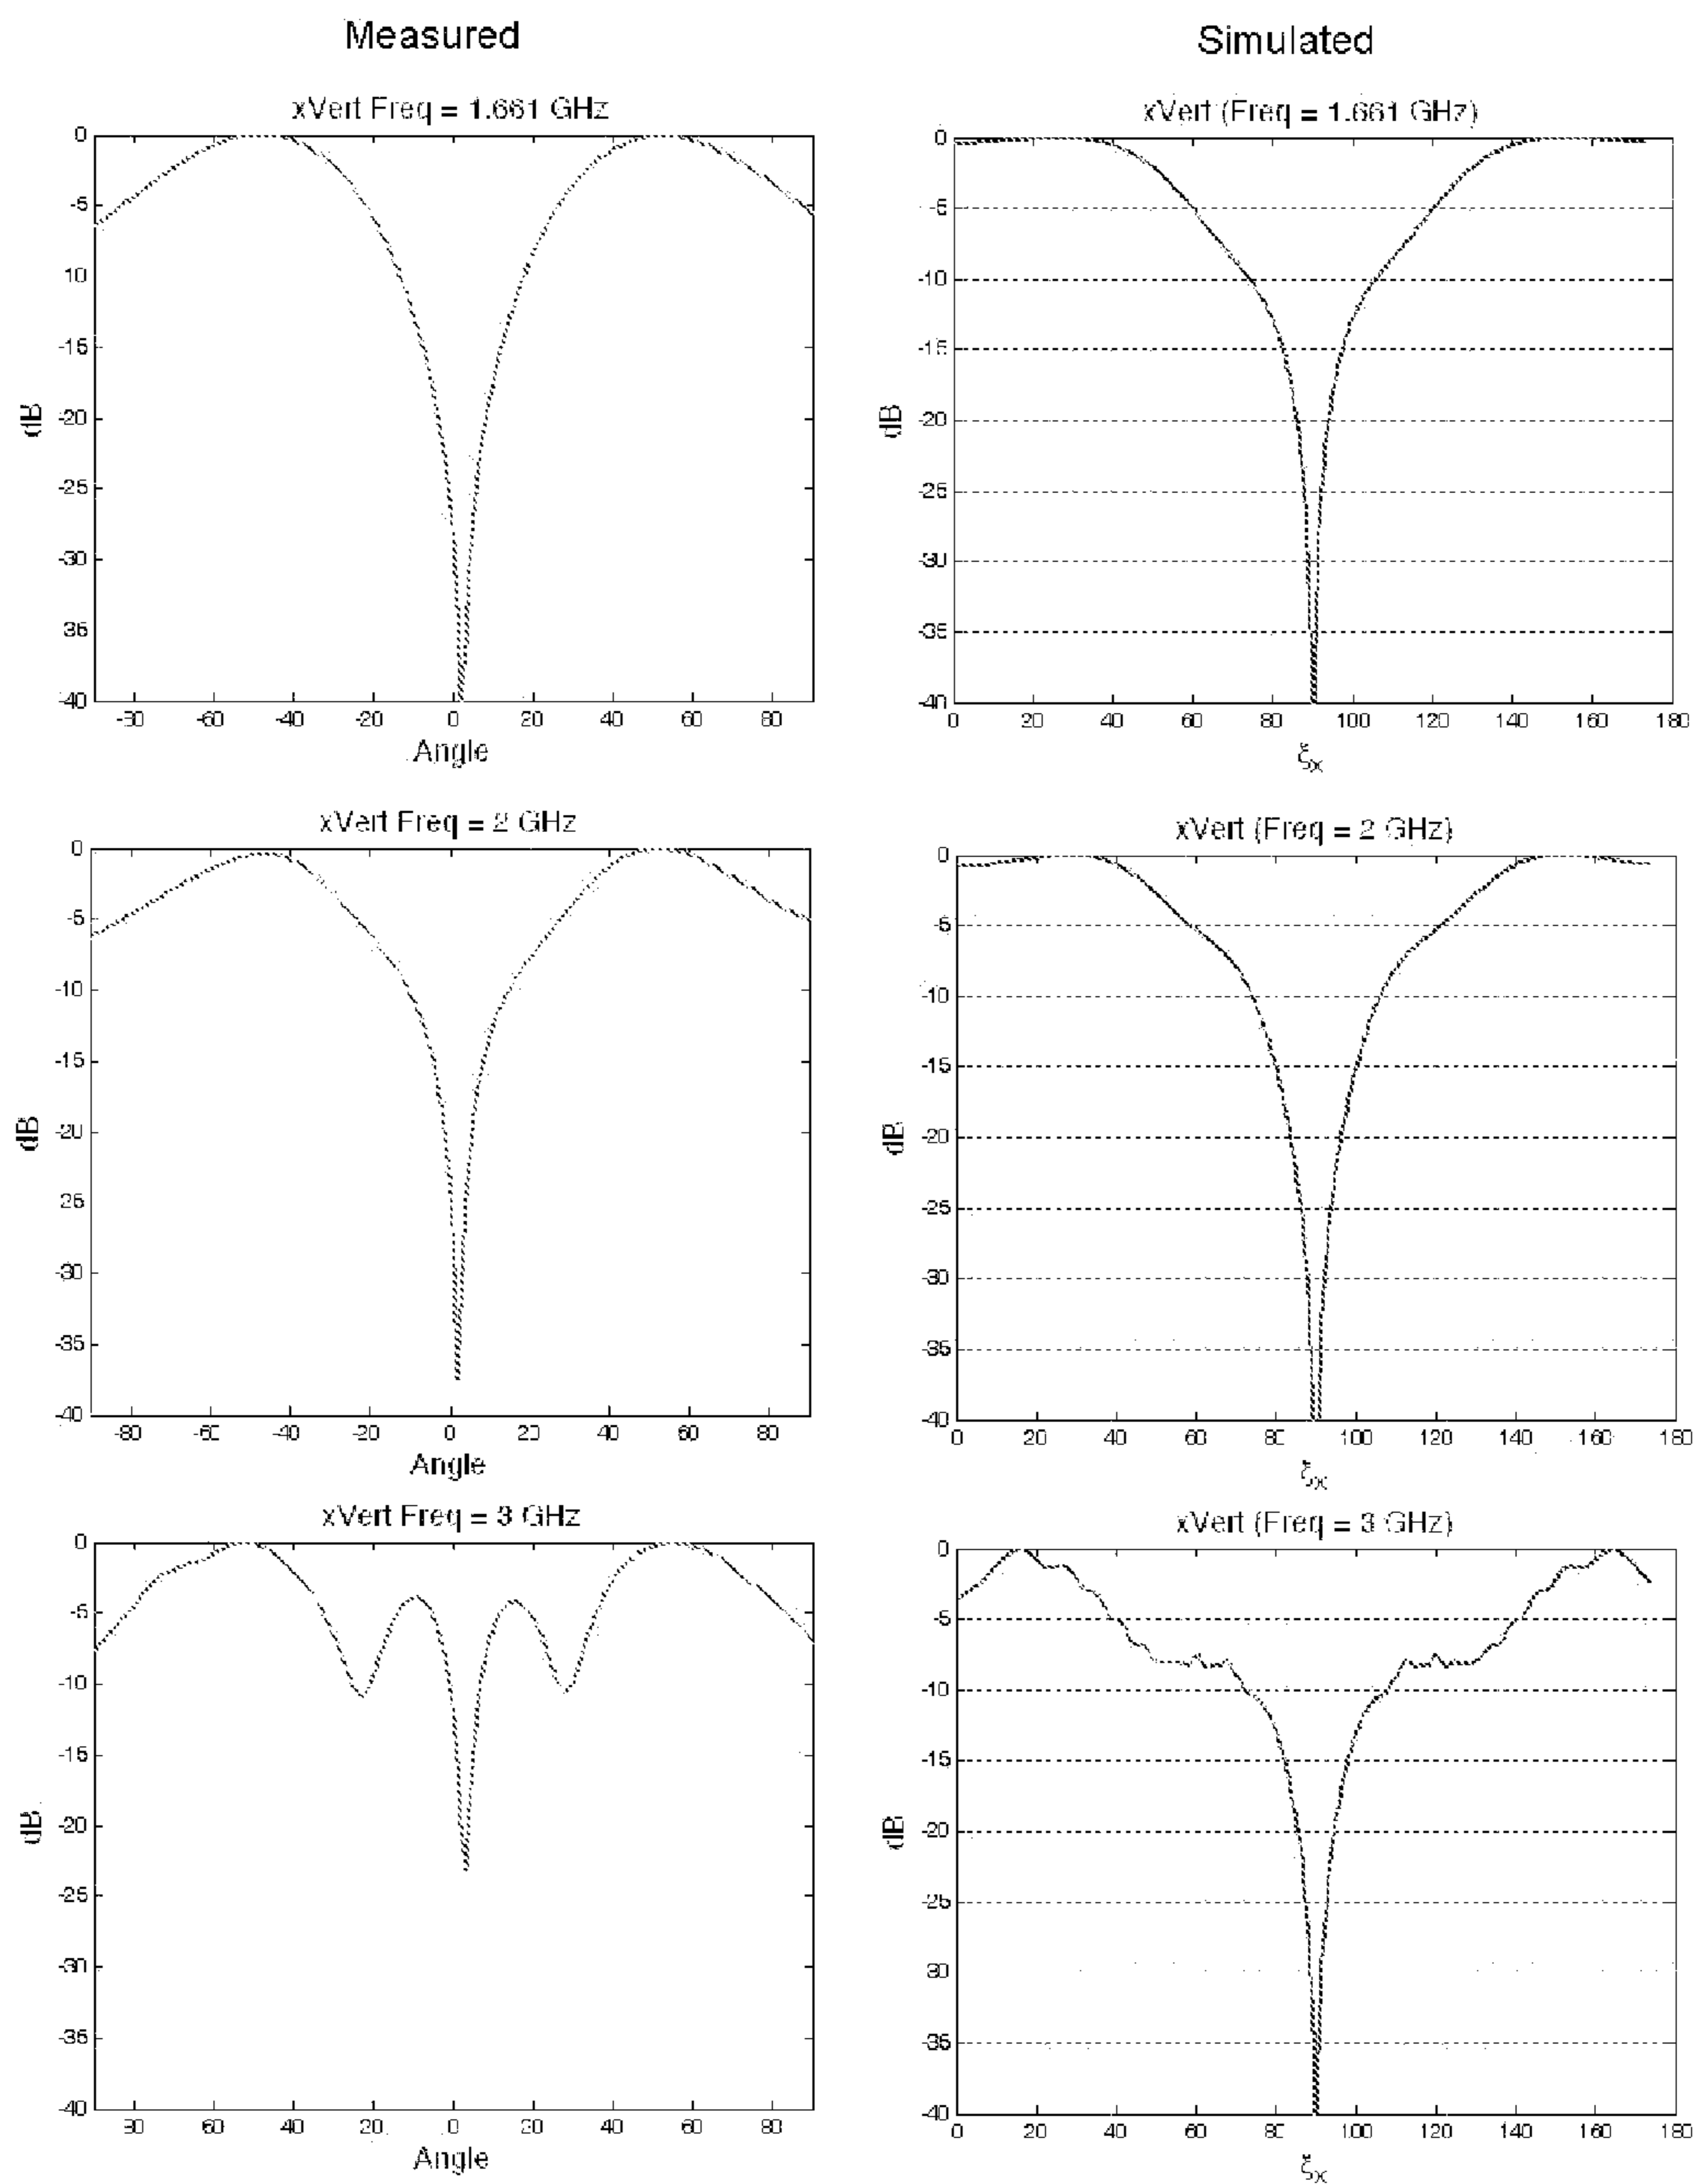 Measured
Simulated
xVert Freq = 1.661 GHz
0
-5
10
-15
-20
-25
-30
35
-40
dB
-80 -60 -40 -20 0 20 40 60 80
Angle
xVert (Freq = 1.661 GHz)
0
-5
-10
-15
-20
-25
-30
-35
-40
dB
0 20 40 60 80 100 120 140 160 180
ξx
xVert Freq = 2 GHz
0
-5
-10
-15
-20
25
-30
-35
-40
dB
-80 -60 -40 -20 0 20 40 60 80
Angle
xVert (Freq = 2 GHz)
0
-5
-10
-15
-20
-25
-30
-35
-40
dB
0 20 40 60 80 100 120 140 160 180
ξx
xVert Freq = 3 GHz
0
-5
-10
-15
-20
-25
-30
-35
-40
dB
80 60 -40 -20 0 20 40 60 80
Angle
xVert (Freq = 3 GHz)
0
-5
-10
-15
-20
-25
30
-35
-40
dB
0 20 40 60 80 100 120 140 160 180
ξx